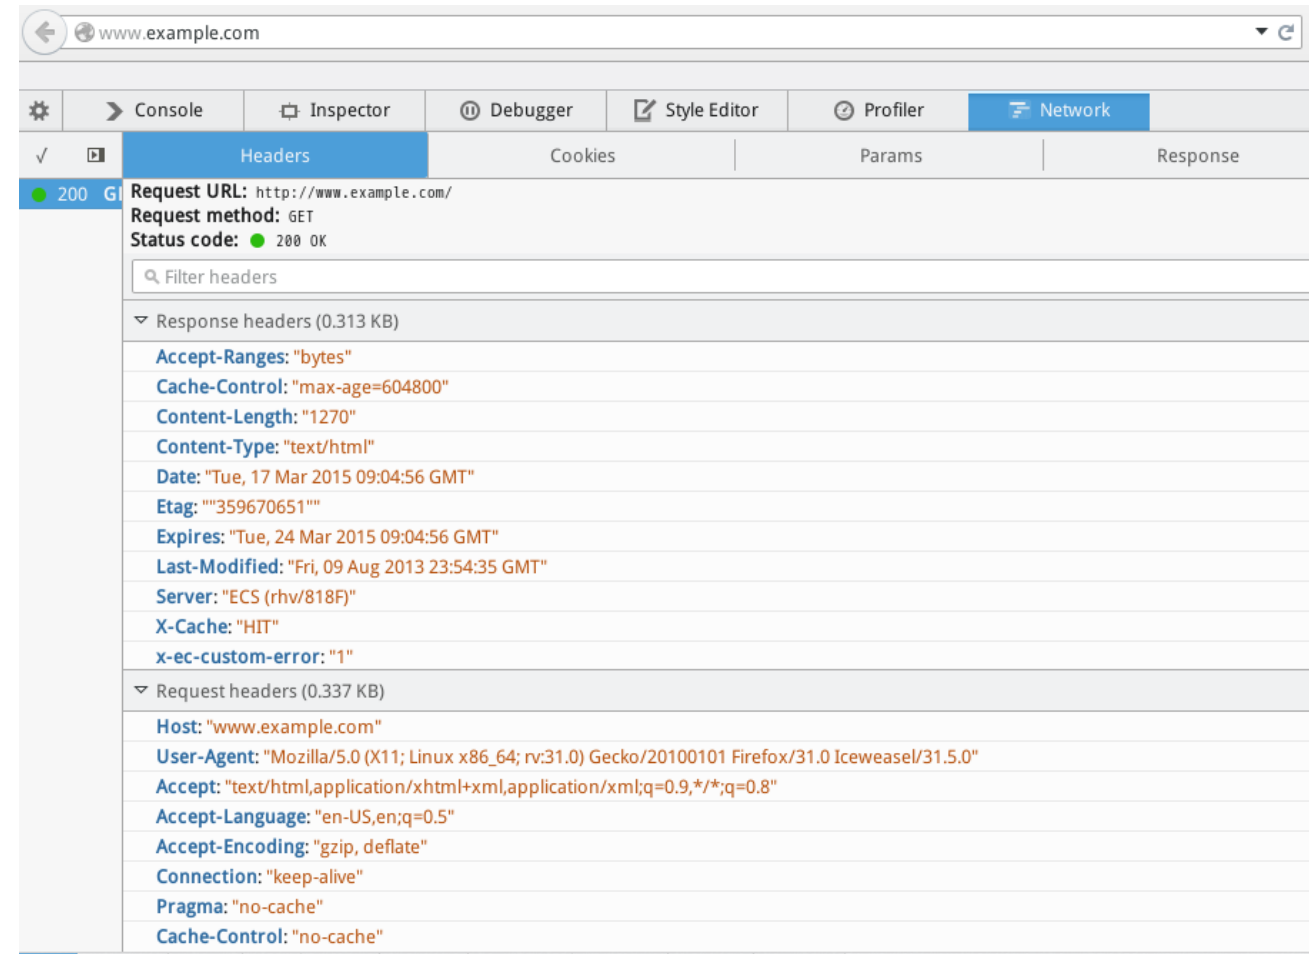 www.example.com
Console Inspector Debugger Style Editor Profiler Network
Headers Cookies Params Response
200 GI
Request URL: http://www.example.com/
Request method: GET
Status code: 200 OK
Filter headers
Response headers (0.313 KB)
Accept-Ranges: "bytes"
Cache-Control: "max-age=604800"
Content-Length: "1270"
Content-Type: "text/html"
Date: "Tue, 17 Mar 2015 09:04:56 GMT"
Etag: ""359670651""
Expires: "Tue, 24 Mar 2015 09:04:56 GMT"
Last-Modified: "Fri, 09 Aug 2013 23:54:35 GMT"
Server: "ECS (rhv/818F)"
X-Cache: "HIT"
x-ec-custom-error: "1"
Request headers (0.337 KB)
Host: "www.example.com"
User-Agent: "Mozilla/5.0 (X11; Linux x86_64; rv:31.0) Gecko/20100101 Firefox/31.0 Iceweasel/31.5.0"
Accept: "text/html,application/xhtml+xml,application/xml;q=0.9,*/*;q=0.8"
Accept-Language: "en-US,en;q=0.5"
Accept-Encoding: "gzip, deflate"
Connection: "keep-alive"
Pragma: "no-cache"
Cache-Control: "no-cache"